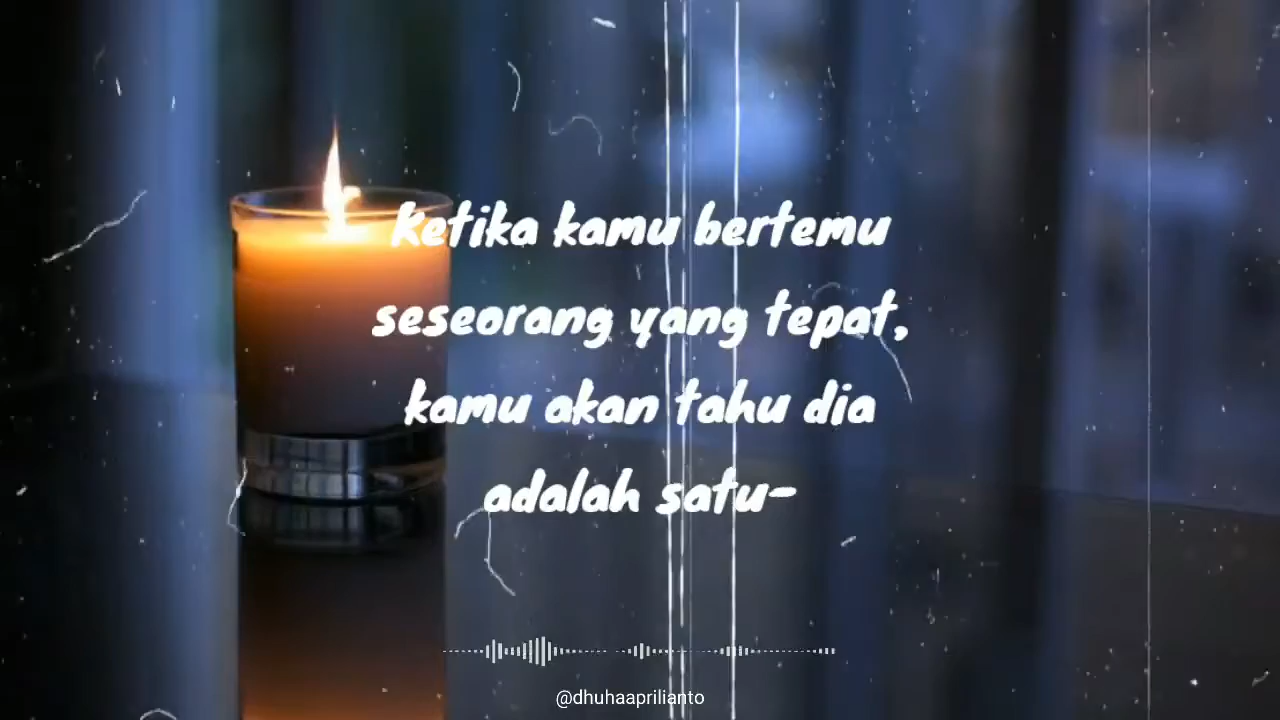 Ketika kamu bertemu
seseorang yang tepat,
kamu akan tahu dia
adalah satu-
@dhuhaaprilianto